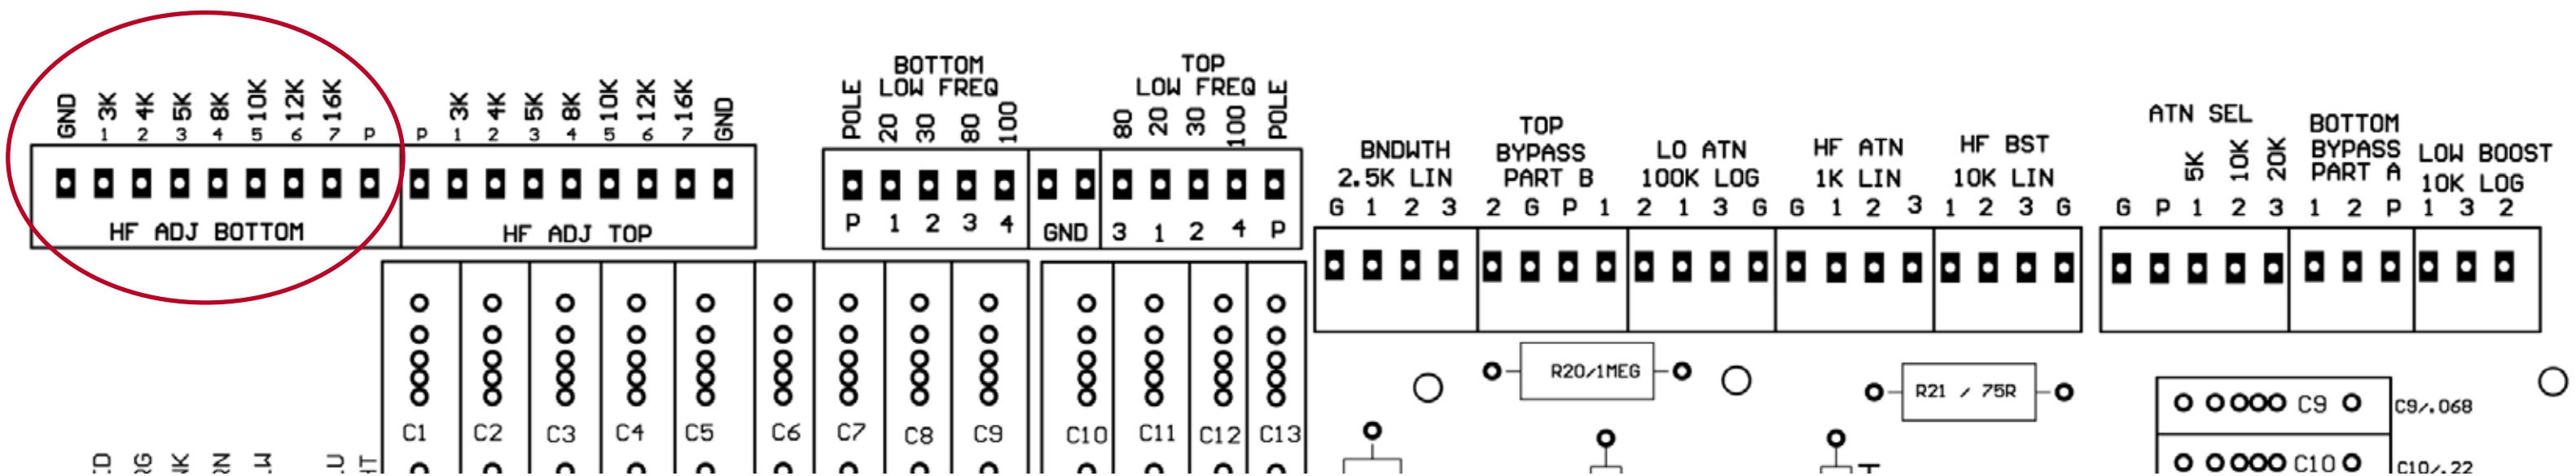 GND 3K 4K 5K 8K 10K 12K 16K
1 2 3 4 5 6 7 P
HF ADJ BOTTOM
3K 4K 5K 8K 10K 12K 16K GND
P 1 2 3 4 5 6 7
HF ADJ TOP
BOTTOM
LOW FREQ
POLE 20 30 80 100
P 1 2 3 4
GND
TOP
LOW FREQ
80 20 30 100 POLE
3 1 2 4 P
BNDWTH
2.5K LIN
G 1 2 3
TOP
BYPASS
PART B
2 G P 1
LO ATN
100K LOG
2 1 3 G
HF ATN
1K LIN
G 1 2 3
HF BST
10K LIN
1 2 3 G
ATN SEL
5K 10K 20K
G P 1 2 3
BOTTOM
BYPASS
PART A
1 2 P
LOW BOOST
10K LOG
1 3 2
R20/1MEG
R21 / 75R
C1 C2 C3 C4 C5 C6 C7 C8 C9 C10 C11 C12 C13
C9 C9/.068
C10 C10/.22